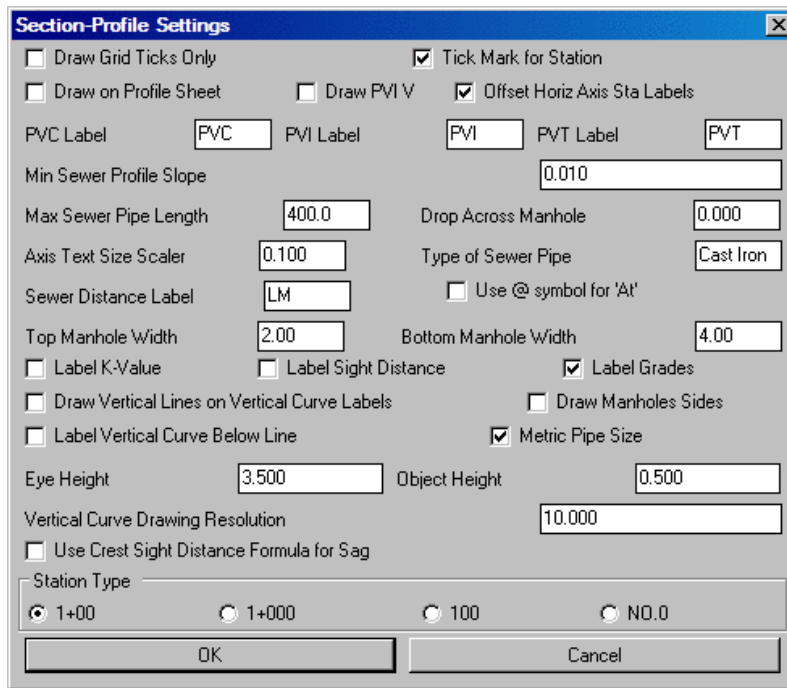 Section-Profile Settings
Draw Grid Ticks Only Tick Mark for Station
Draw on Profile Sheet Draw PVI V Offset Horiz Axis Sta Labels
PVC Label PVC PVI Label PVI PVT Label PVT
Min Sewer Profile Slope 0.010
Max Sewer Pipe Length 400.0 Drop Across Manhole 0.000
Axis Text Size Scaler 0.100 Type of Sewer Pipe Cast Iron
Sewer Distance Label LM Use @ symbol for 'At'
Top Manhole Width 2.00 Bottom Manhole Width 4.00
Label K-Value Label Sight Distance Label Grades
Draw Vertical Lines on Vertical Curve Labels Draw Manholes Sides
Label Vertical Curve Below Line Metric Pipe Size
Eye Height 3.500 Object Height 0.500
Vertical Curve Drawing Resolution 10.000
Use Crest Sight Distance Formula for Sag
Station Type
1+00 1+000 100 NO.0
OK Cancel